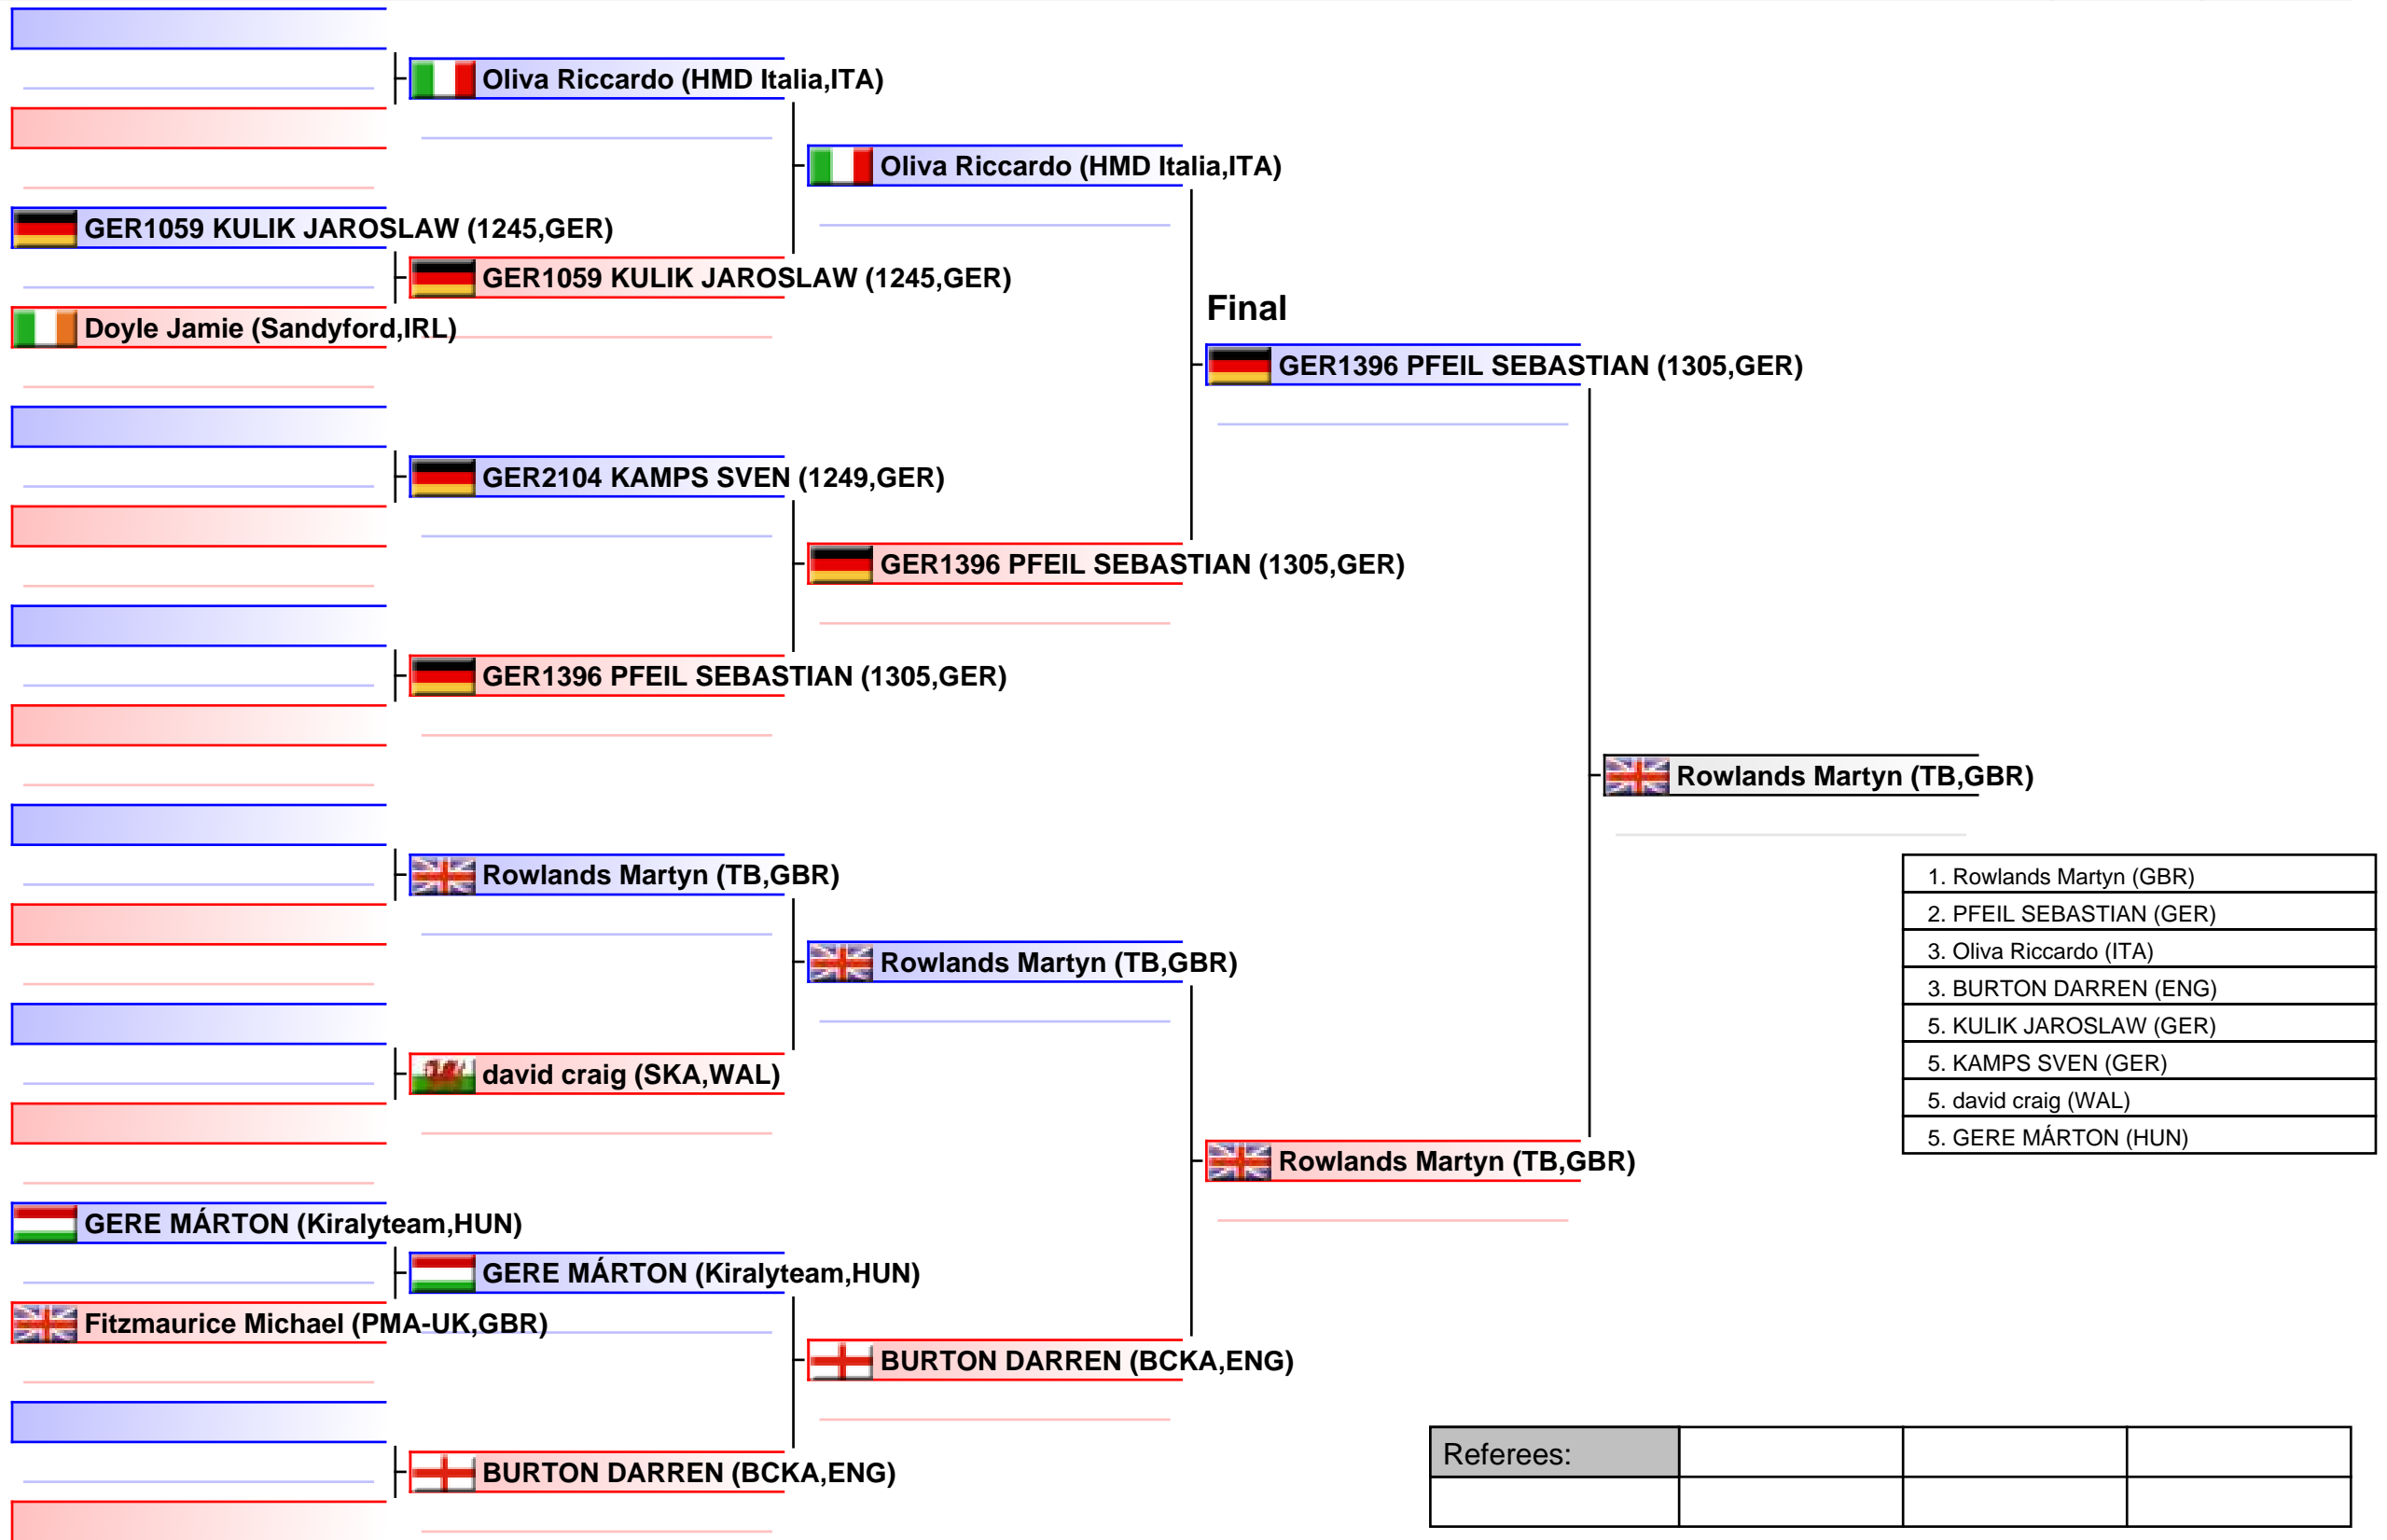 Oliva Riccardo (HMD Italia,ITA)
Oliva Riccardo (HMD Italia,ITA)
GER1059 KULIK JAROSLAW (1245,GER)
GER1059 KULIK JAROSLAW (1245,GER)
Final
Doyle Jamie (Sandyford,IRL)
GER1396 PFEIL SEBASTIAN (1305,GER)
GER2104 KAMPS SVEN (1249,GER)
GER1396 PFEIL SEBASTIAN (1305,GER)
GER1396 PFEIL SEBASTIAN (1305,GER)
Rowlands Martyn (TB,GBR)
Rowlands Martyn (TB,GBR)
1. Rowlands Martyn (GBR)
2. PFEIL SEBASTIAN (GER)
3. Oliva Riccardo (ITA)
3. BURTON DARREN (ENG)
5. KULIK JAROSLAW (GER)
5. KAMPS SVEN (GER)
5. david craig (WAL)
5. GERE MÁRTON (HUN)
Rowlands Martyn (TB,GBR)
david craig (SKA,WAL)
Rowlands Martyn (TB,GBR)
GERE MÁRTON (Kiralyteam,HUN)
GERE MÁRTON (Kiralyteam,HUN)
Fitzmaurice Michael (PMA-UK,GBR)
BURTON DARREN (BCKA,ENG)
BURTON DARREN (BCKA,ENG)
Referees: